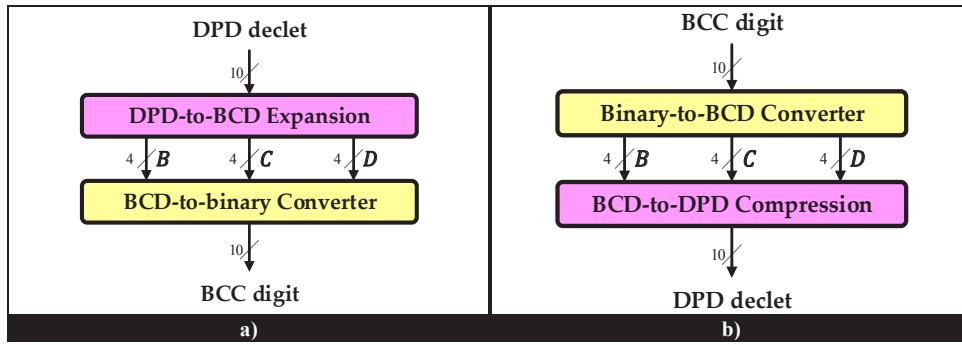 DPD declet
10
DPD-to-BCD Expansion
4 B 4 C 4 D
BCD-to-binary Converter
10
BCC digit
a)
BCC digit
10
Binary-to-BCD Converter
4 B 4 C 4 D
BCD-to-DPD Compression
10
DPD declet
b)